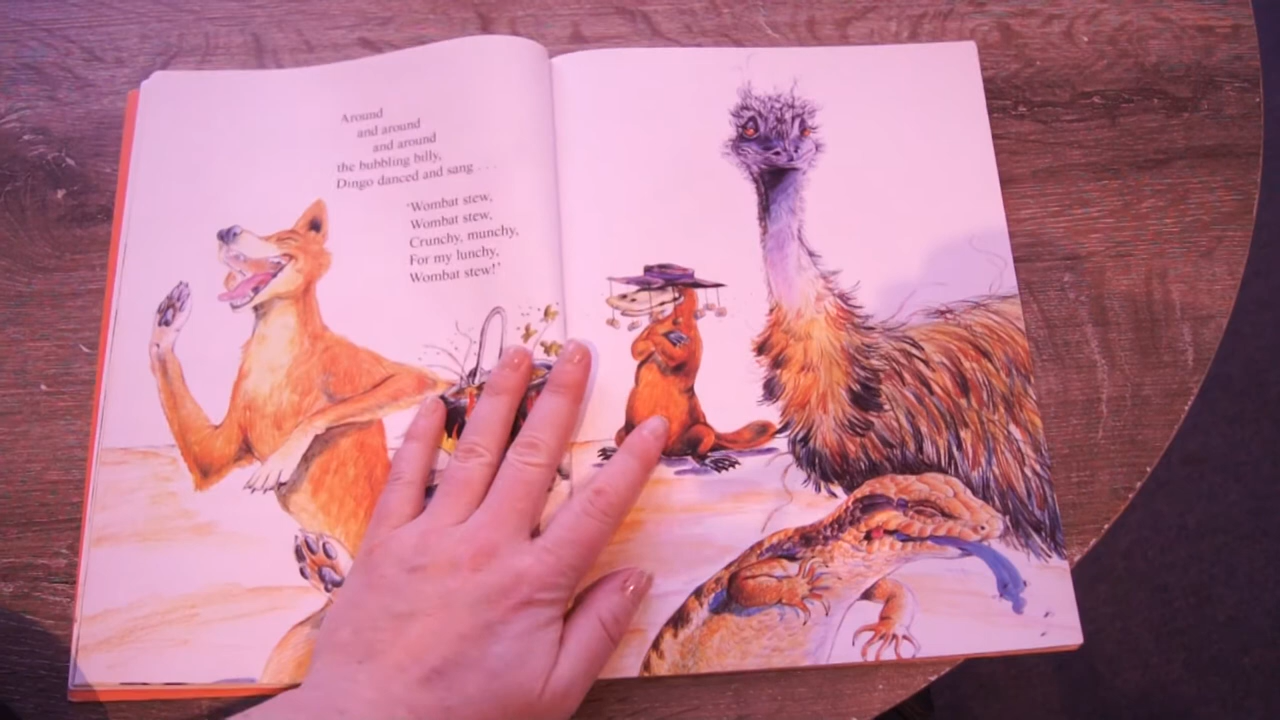 Around
and around
and around
the bubbling billy,
Dingo danced and sang . . .
'Wombat stew,
Wombat stew,
Crunchy, munchy,
For my lunchy,
Wombat stew!'